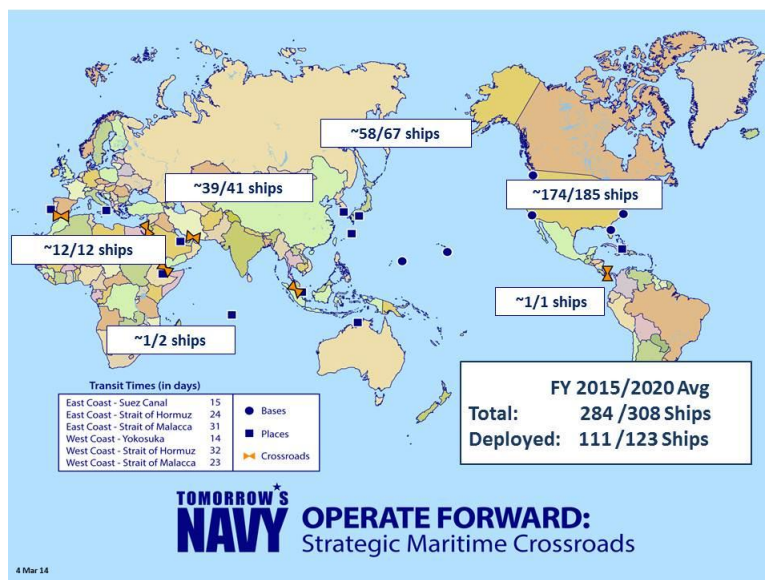 ~58/67 ships
~39/41 ships
~174/185 ships
~12/12 ships
~1/1 ships
~1/2 ships
Transit Times (in days)
East Coast - Suez Canal 15
East Coast - Strait of Hormuz 24
East Coast - Strait of Malacca 31
West Coast - Yokosuka 14
West Coast - Strait of Hormuz 32
West Coast - Strait of Malacca 23
Bases
Places
Crossroads
FY 2015/2020 Avg
Total: 284 /308 Ships
Deployed: 111 /123 Ships
TOMORROW'S
NAVY
OPERATE FORWARD:
Strategic Maritime Crossroads
4 Mar 14